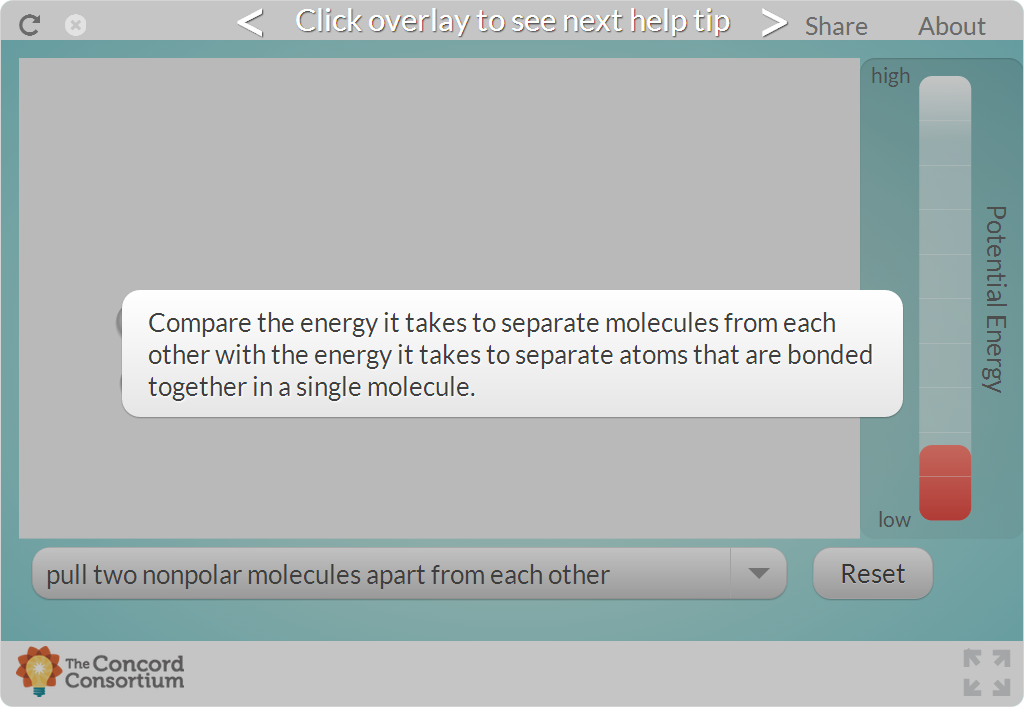 Click overlay to see next help tip
Share
About
high
Compare the energy it takes to separate molecules from each
other with the energy it takes to separate atoms that are bonded
together in a single molecule.
Potential Energy
low
pull two nonpolar molecules apart from each other
Reset
The Concord
Consortium